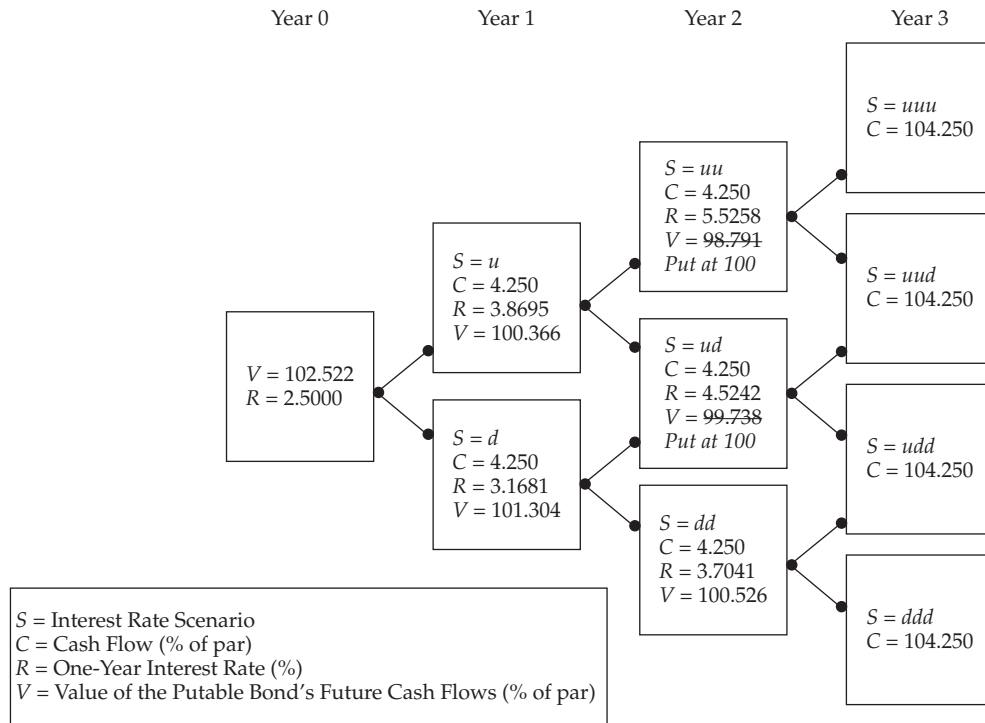 Year 0
Year 1
Year 2
Year 3
V = 102.522
R = 2.5000
S = u
C = 4.250
R = 3.8695
V = 100.366
S = d
C = 4.250
R = 3.1681
V = 101.304
S = uu
C = 4.250
R = 5.5258
V = 98.791
Put at 100
S = ud
C = 4.250
R = 4.5242
V = 99.738
Put at 100
S = dd
C = 4.250
R = 3.7041
V = 100.526
S = uuu
C = 104.250
S = uud
C = 104.250
S = udd
C = 104.250
S = ddd
C = 104.250
S = Interest Rate Scenario
C = Cash Flow (% of par)
R = One-Year Interest Rate (%)
V = Value of the Putable Bond's Future Cash Flows (% of par)